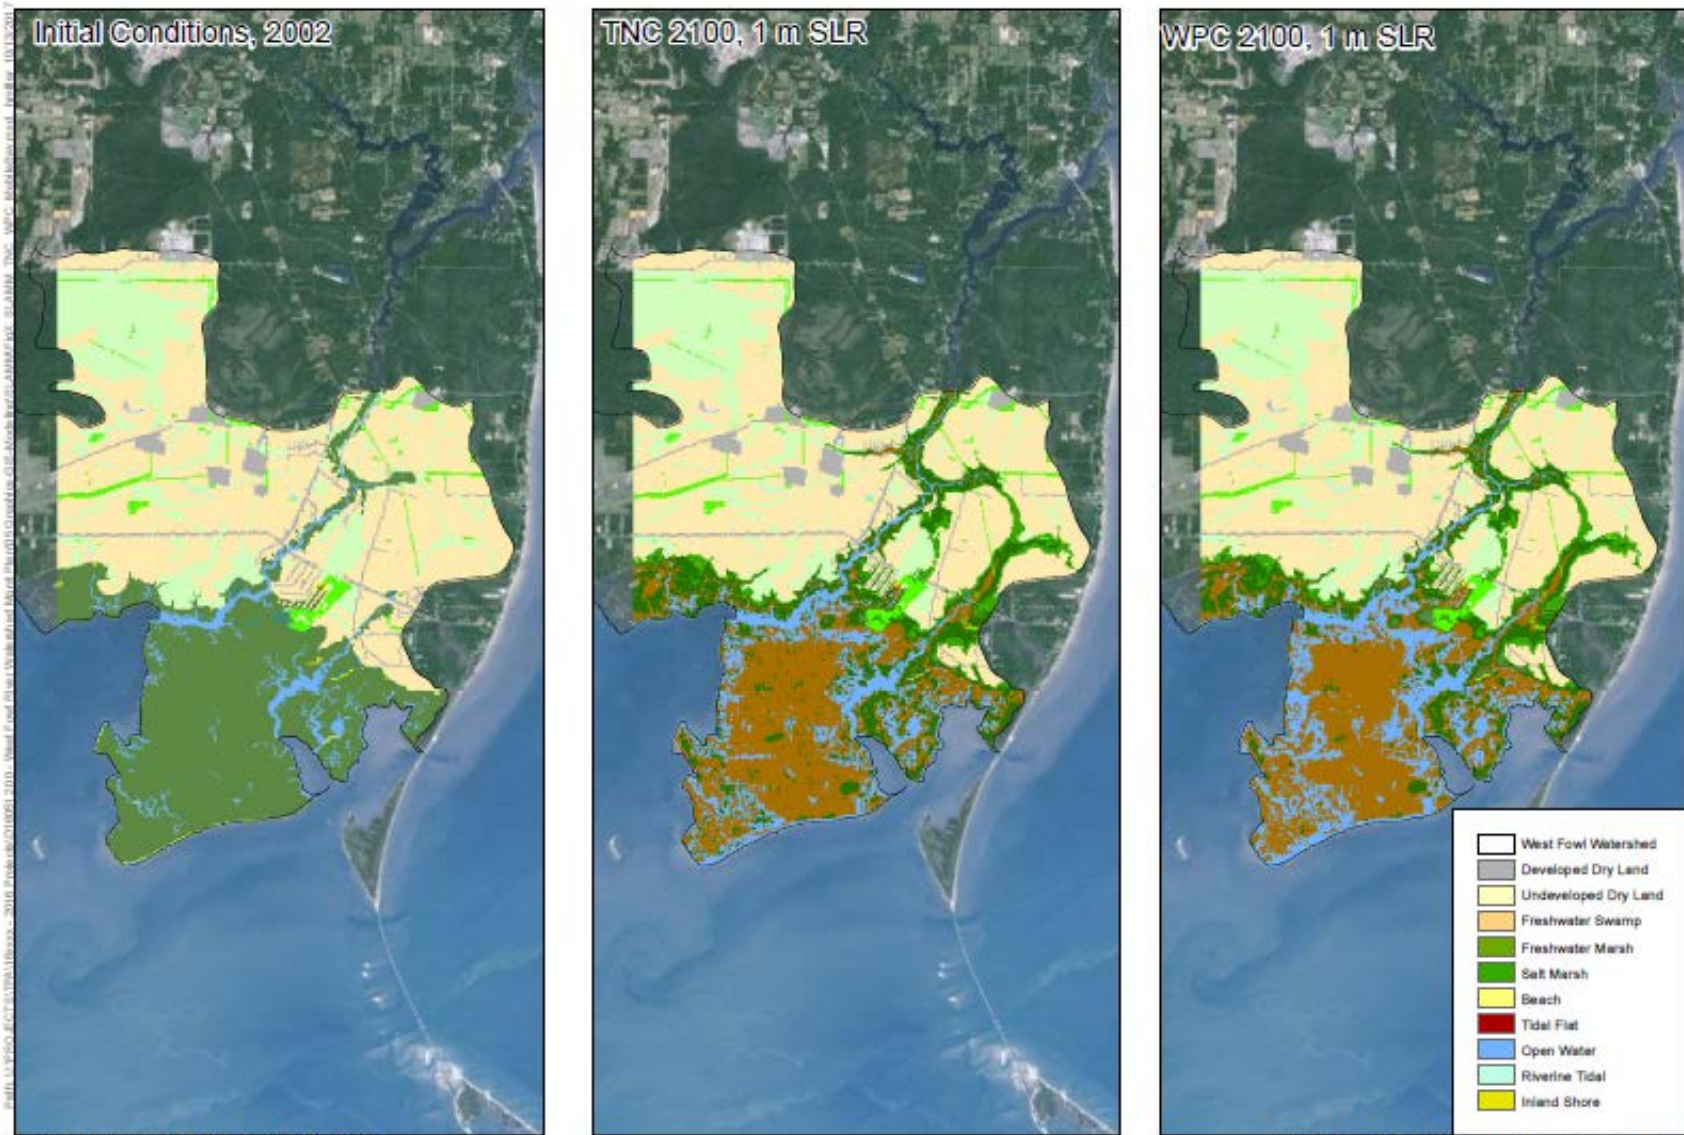 Initial Conditions, 2002
TNC 2100, 1 m SLR
WPC 2100, 1 m SLR
West Fowl Watershed
Developed Dry Land
Undeveloped Dry Land
Freshwater Swamp
Freshwater Marsh
Salt Marsh
Beach
Tidal Flat
Open Water
Riverine Tidal
Inland Shore